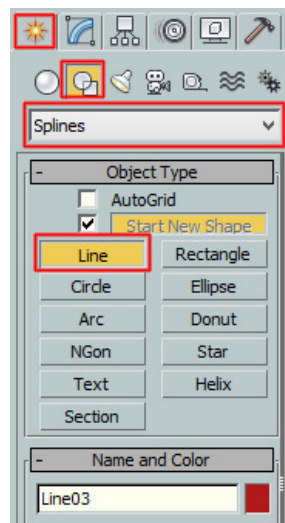 Splines
- Object Type
AutoGrid
Start New Shape
Line Rectangle
Circle Ellipse
Arc Donut
NGon Star
Text Helix
Section
- Name and Color
Line03